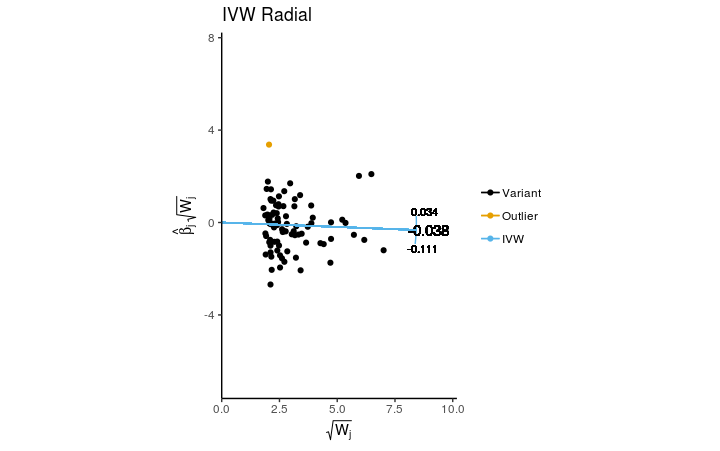 IVW Radial
8
4
0
-4
β̂ⱼ√Wⱼ
0.034
-0.038
-0.111
Variant
Outlier
IVW
0.0 2.5 5.0 7.5 10.0
√Wⱼ